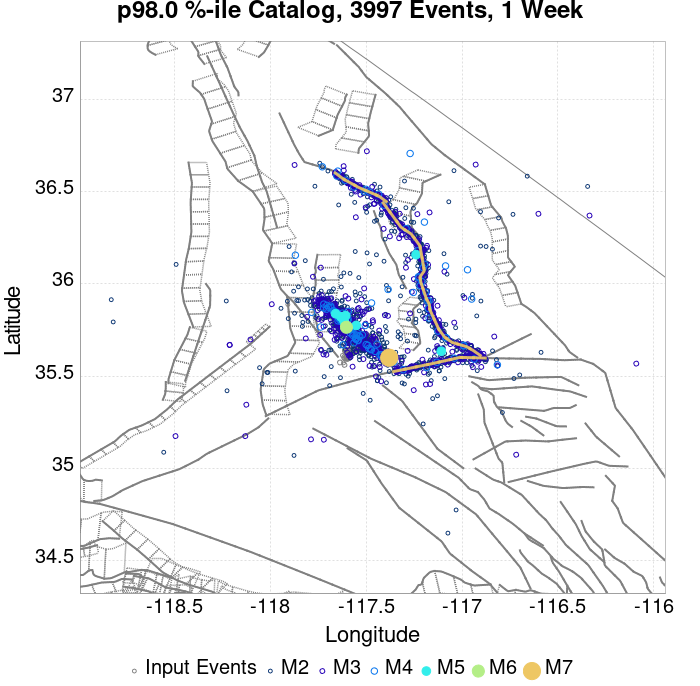 p98.0 %-ile Catalog, 3997 Events, 1 Week
37
36.5
36
35.5
35
34.5
Latitude
-118.5 -118 -117.5 -117 -116.5 -116
Longitude
Input Events M2 M3 M4 M5 M6 M7